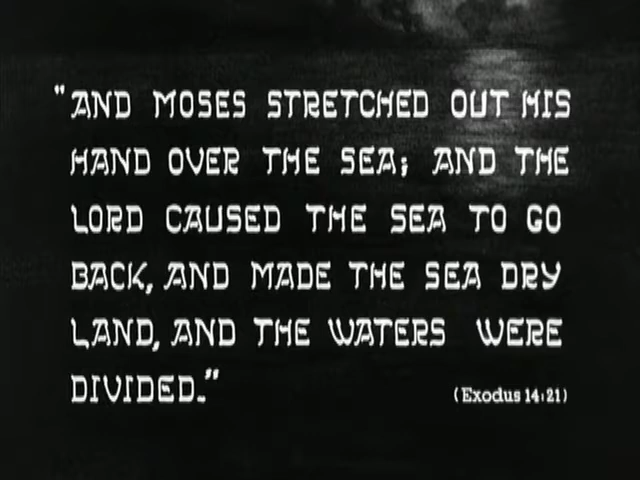 "AND MOSES STRETCHED OUT HIS
HAND OVER THE SEA; AND THE
LORD CAUSED THE SEA TO GO
BACK, AND MADE THE SEA DRY
LAND, AND THE WATERS WERE
DIVIDED."
(Exodus 14:21)